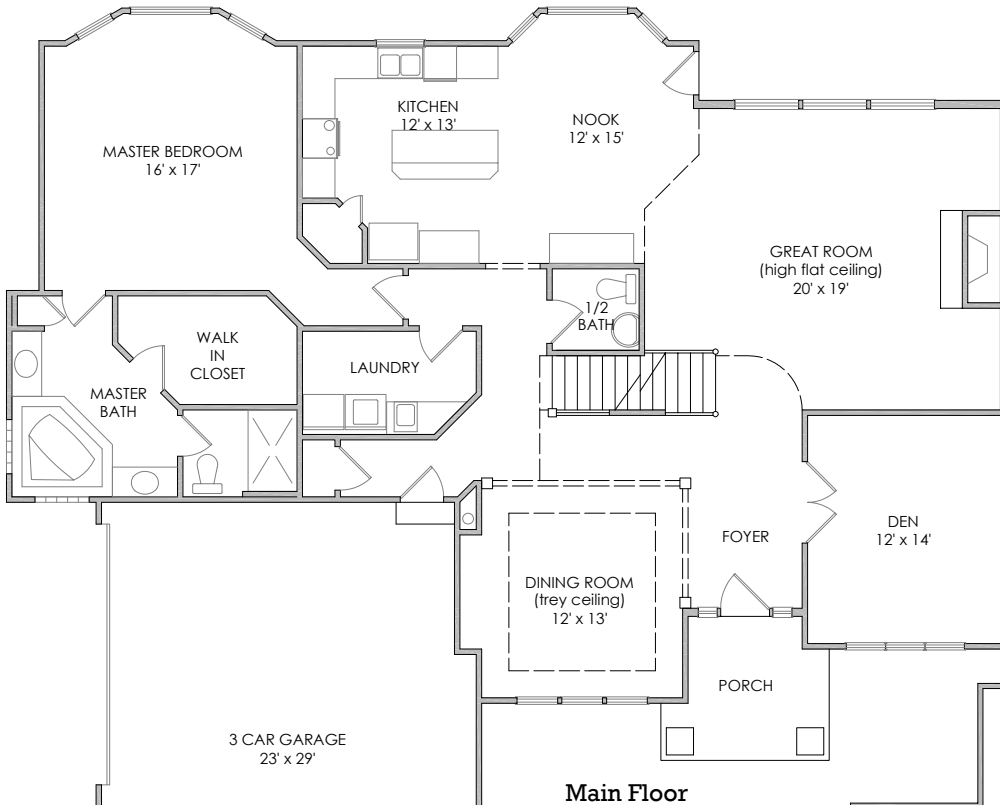 KITCHEN
12' x 13'
NOOK
12' x 15'
MASTER BEDROOM
16' x 17'
GREAT ROOM
(high flat ceiling)
20' x 19'
1/2
BATH
WALK
IN
CLOSET
LAUNDRY
MASTER
BATH
DEN
12' x 14'
FOYER
DINING ROOM
(trey ceiling)
12' x 13'
PORCH
3 CAR GARAGE
23' x 29'
Main Floor